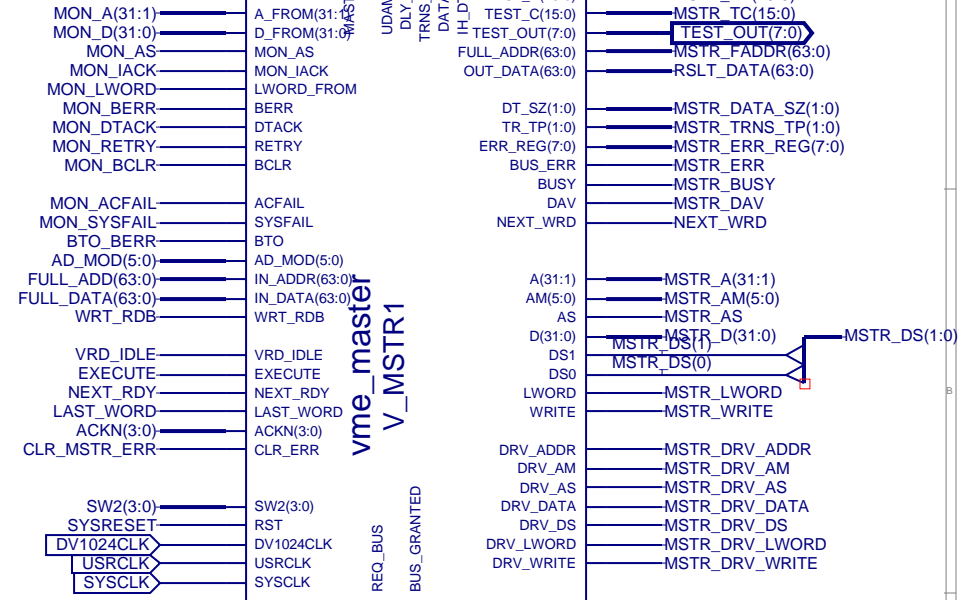 MON_A(31:1) A_FROM(31:1) TEST_C(15:0) MSTR_TC(15:0)
MON_D(31:0) D_FROM(31:0) TEST_OUT(7:0) TEST_OUT(7:0)
MON_AS MON_AS FULL_ADDR(63:0) MSTR_FADDR(63:0)
MON_IACK MON_IACK OUT_DATA(63:0) RSLT_DATA(63:0)
MON_LWORD LWORD_FROM
MON_BERR BERR DT_SZ(1:0) MSTR_DATA_SZ(1:0)
MON_DTACK DTACK TR_TP(1:0) MSTR_TRNS_TP(1:0)
MON_RETRY RETRY ERR_REG(7:0) MSTR_ERR_REG(7:0)
MON_BCLR BCLR BUS_ERR MSTR_ERR
BUSY MSTR_BUSY
MON_ACFAIL ACFAIL DAV MSTR_DAV
MON_SYSFAIL SYSFAIL NEXT_WRD NEXT_WRD
BTO_BERR BTO
AD_MOD(5:0) AD_MOD(5:0)
FULL_ADD(63:0) IN_ADDR(63:0) A(31:1) MSTR_A(31:1)
FULL_DATA(63:0) IN_DATA(63:0) AM(5:0) MSTR_AM(5:0)
WRT_RDB WRT_RDB AS MSTR_AS
D(31:0) MSTR_D(31:0) MSTR_DS(1:0)
MSTR_DS(1)
VRD_IDLE VRD_IDLE DS1
MSTR_DS(0)
EXECUTE EXECUTE DS0
NEXT_RDY NEXT_RDY LWORD MSTR_LWORD
LAST_WORD LAST_WORD WRITE MSTR_WRITE
ACKN(3:0) ACKN(3:0)
CLR_MSTR_ERR CLR_ERR DRV_ADDR MSTR_DRV_ADDR
DRV_AM MSTR_DRV_AM
DRV_AS MSTR_DRV_AS
SW2(3:0) SW2(3:0) DRV_DATA MSTR_DRV_DATA
SYSRESET RST DRV_DS MSTR_DRV_DS
DV1024CLK DV1024CLK DRV_LWORD MSTR_DRV_LWORD
USRCLK USRCLK DRV_WRITE MSTR_DRV_WRITE
SYSCLK SYSCLK
vme_master
V_MSTR1
REQ_BUS
BUS_GRANTED
B